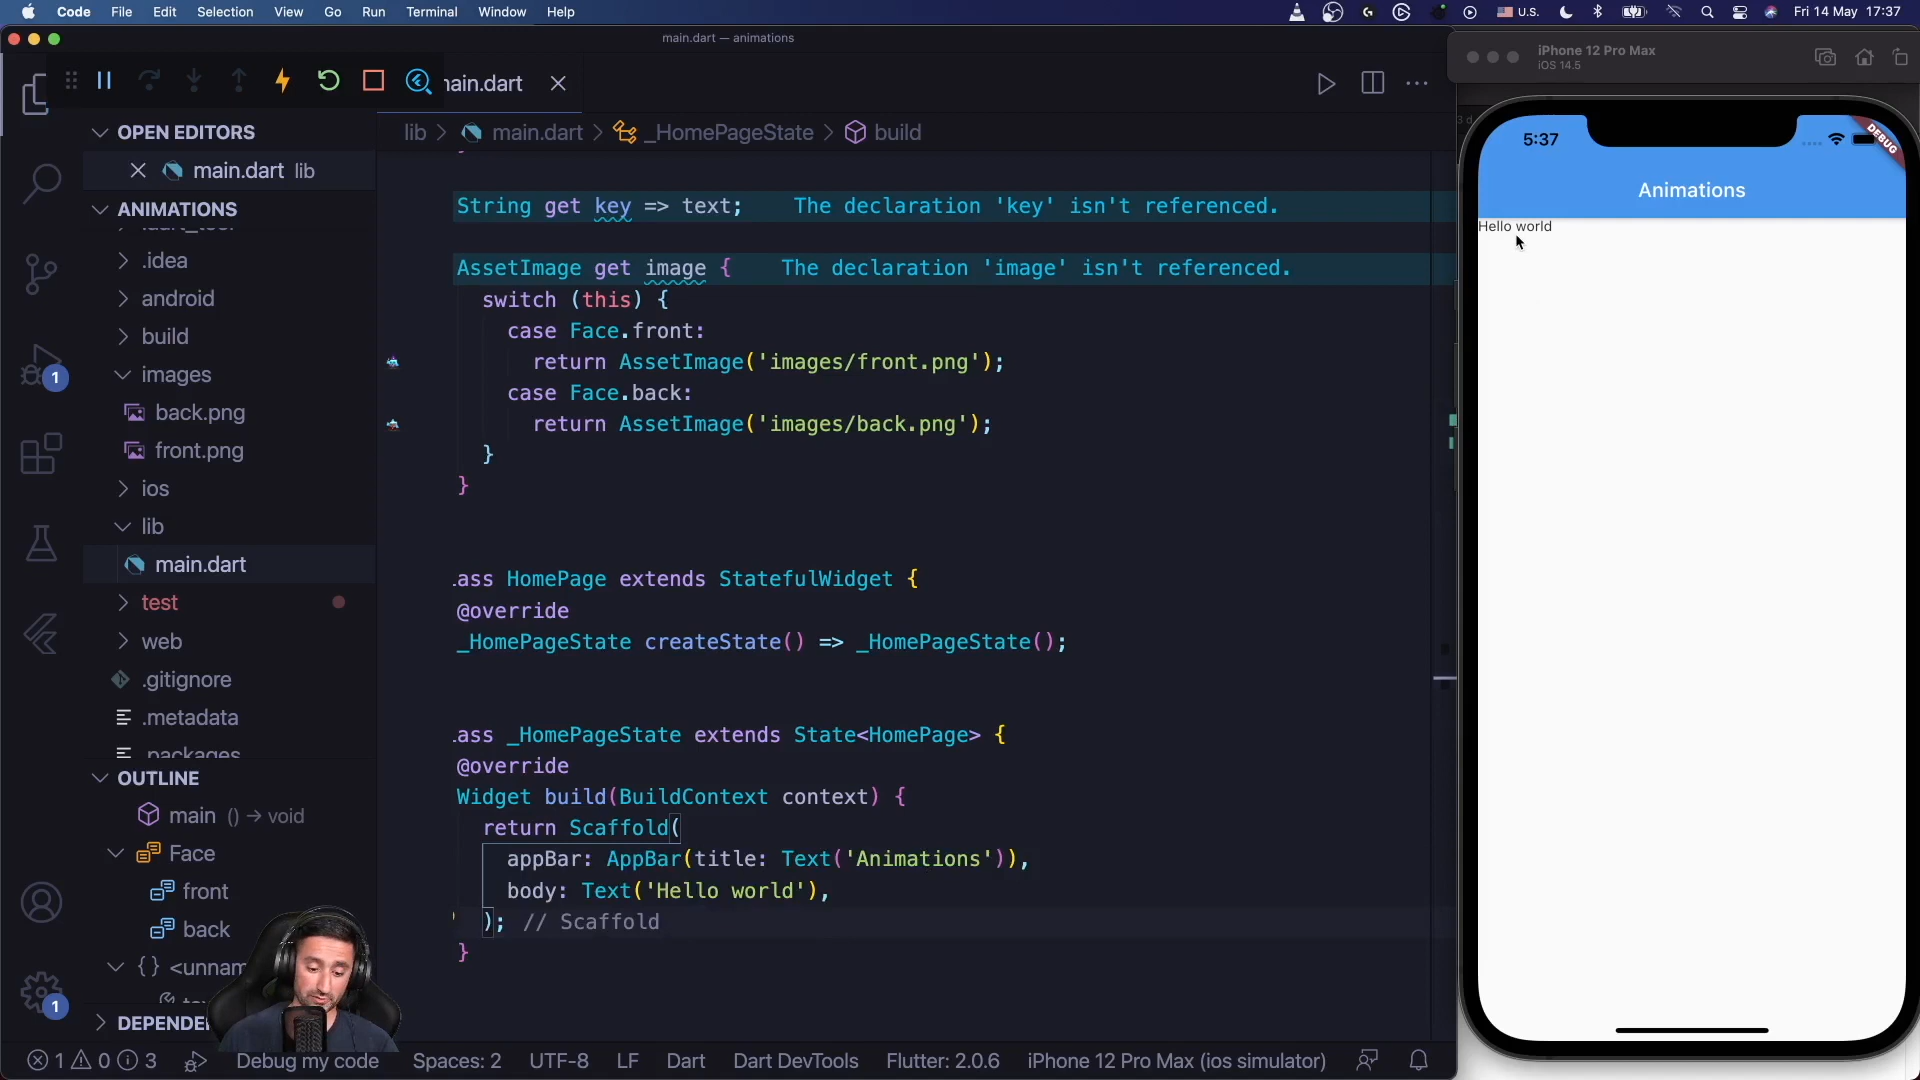 Code File Edit Selection View Go Run Terminal Window Help
U.S.
Fri 14 May 17:37
main.dart — animations
main.dart
lib > main.dart > _HomePageState > build
OPEN EDITORS
main.dart lib
ANIMATIONS
.dart_tool
.idea
android
build
images
back.png
front.png
ios
lib
main.dart
test
web
.gitignore
.metadata
.packages
OUTLINE
main () → void
Face
front
back
{} <unnam
DEPENDE
1
1
String get key => text; The declaration 'key' isn't referenced.
AssetImage get image { The declaration 'image' isn't referenced.
switch (this) {
case Face.front:
return AssetImage('images/front.png');
case Face.back:
return AssetImage('images/back.png');
}
}
lass HomePage extends StatefulWidget {
@override
_HomePageState createState() => _HomePageState();
lass _HomePageState extends State<HomePage> {
@override
Widget build(BuildContext context) {
return Scaffold(
appBar: AppBar(title: Text('Animations')),
body: Text('Hello world'),
); // Scaffold
}
1 0 3 Debug my code Spaces: 2 UTF-8 LF Dart Dart DevTools Flutter: 2.0.6 iPhone 12 Pro Max (ios simulator)
iPhone 12 Pro Max
iOS 14.5
5:37
DEBUG
Animations
Hello world